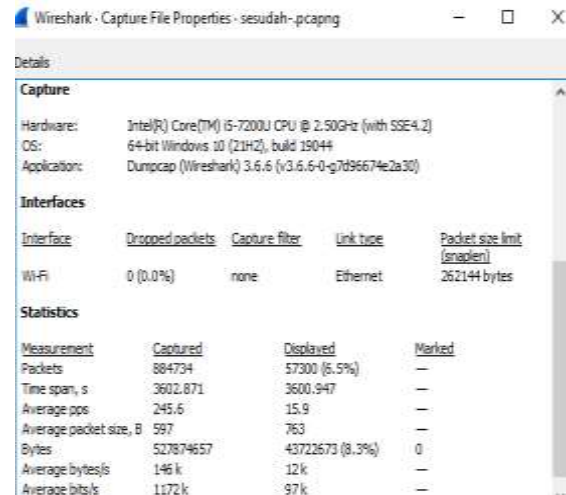 Wireshark · Capture File Properties · sesudah-.pcapng
Details
Capture
Hardware: Intel(R) Core(TM) i5-7200U CPU @ 2.50GHz (with SSE4.2)
OS: 64-bit Windows 10 (21H2), build 19044
Application: Dumpcap (Wireshark) 3.6.6 (v3.6.6-0-g7d96674e2a30)
Interfaces
Interface Dropped packets Capture filter Link type Packet size limit
(snaplen)
Wi-Fi 0 (0.0%) none Ethernet 262144 bytes
Statistics
Measurement Captured Displayed Marked
Packets 884734 57300 (6.5%) —
Time span, s 3602.871 3600.947 —
Average pps 245.6 15.9 —
Average packet size, B 597 763 —
Bytes 527874657 43722673 (8.3%) 0
Average bytes/s 146 k 12 k —
Average bits/s 1172 k 97 k —